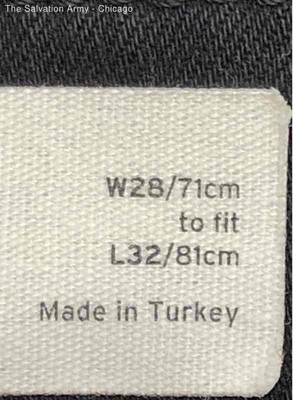 The Salvation Army - Chicago
W28/71cm
to fit
L32/81cm
Made in Turkey